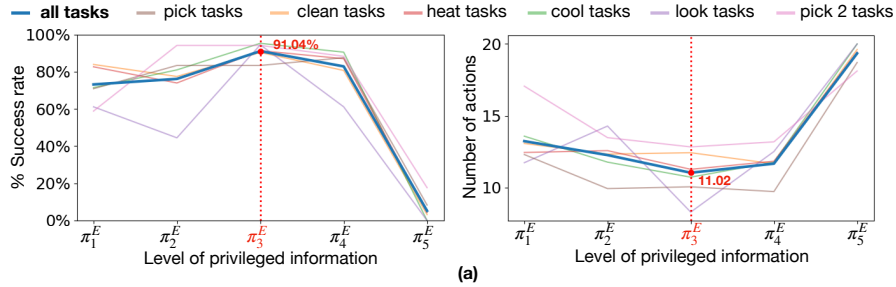 all tasks pick tasks clean tasks heat tasks cool tasks look tasks pick 2 tasks
100%
80%
60%
40%
20%
0%
% Success rate
91.04%
π₁ᴱ π₂ᴱ π₃ᴱ π₄ᴱ π₅ᴱ
Level of privileged information
20
15
10
Number of actions
11.02
π₁ᴱ π₂ᴱ π₃ᴱ π₄ᴱ π₅ᴱ
Level of privileged information
(a)